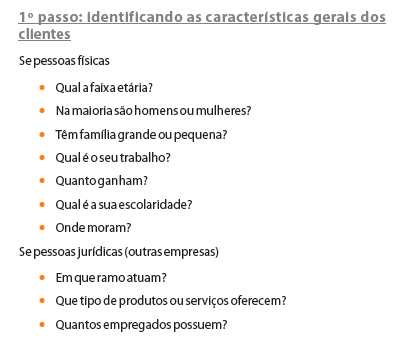 1º passo: identificando as características gerais dos
clientes
Se pessoas físicas
• Qual a faixa etária?
• Na maioria são homens ou mulheres?
• Têm família grande ou pequena?
• Qual é o seu trabalho?
• Quanto ganham?
• Qual é a sua escolaridade?
• Onde moram?
Se pessoas jurídicas (outras empresas)
• Em que ramo atuam?
• Que tipo de produtos ou serviços oferecem?
• Quantos empregados possuem?